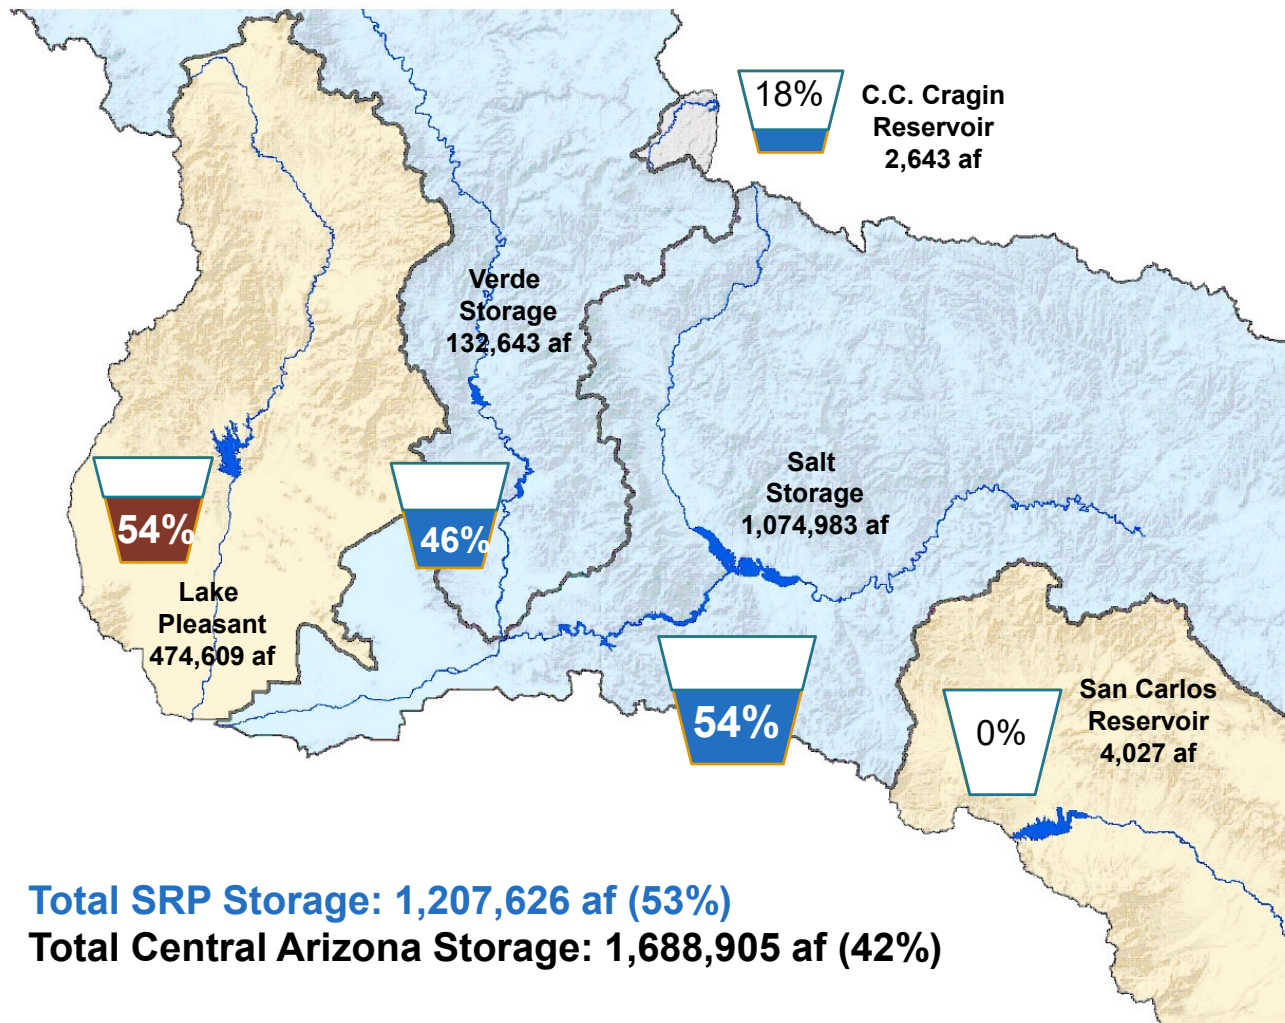 18%
C.C. Cragin
Reservoir
2,643 af
Verde
Storage
132,643 af
54%
46%
Salt
Storage
1,074,983 af
Lake
Pleasant
474,609 af
54%
0%
San Carlos
Reservoir
4,027 af
Total SRP Storage: 1,207,626 af (53%)
Total Central Arizona Storage: 1,688,905 af (42%)